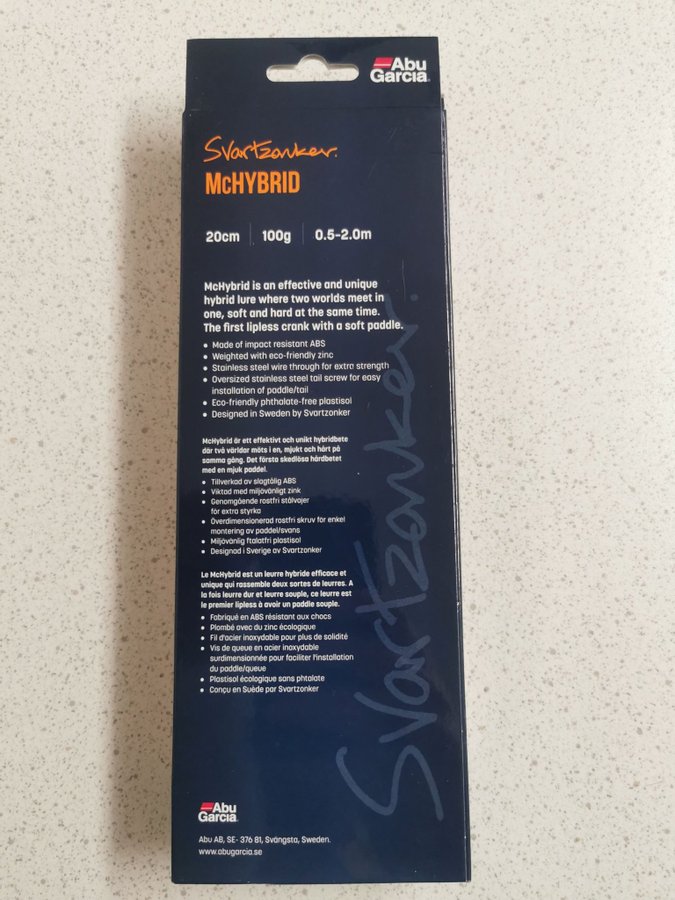 Abu
Garcia
Svartzonker.
McHYBRID
20cm 100g 0.5-2.0m
McHybrid is an effective and unique
hybrid lure where two worlds meet in
one, soft and hard at the same time.
The first lipless crank with a soft paddle.
• Made of impact resistant ABS
• Weighted with eco-friendly zinc
• Stainless steel wire through for extra strength
• Oversized stainless steel tail screw for easy
installation of paddle/tail
• Eco-friendly phthalate-free plastisol
• Designed in Sweden by Svartzonker
McHybrid är ett effektivt och unikt hybridbete
där två världar möts i en, mjukt och hårt på
samma gång. Det första skedlösa hårdbetet
med en mjuk paddel.
• Tillverkad av slagtålig ABS
• Viktad med miljövänligt zink
• Genomgående rostfri stålvajer
för extra styrka
• Överdimensionerad rostfri skruv för enkel
montering av paddel/svans
• Miljövänlig ftalatfri plastisol
• Designad i Sverige av Svartzonker
Le McHybrid est un leurre hybride efficace et
unique qui rassemble deux sortes de leurres. A
la fois leurre dur et leurre souple, ce leurre est
le premier lipless à avoir un paddle souple.
• Fabriqué en ABS résistant aux chocs
• Plombé avec du zinc écologique
• Fil d'acier inoxydable pour plus de solidité
• Vis de queue en acier inoxydable
surdimensionnée pour faciliter l'installation
du paddle/queue
• Plastisol écologique sans phtalate
• Conçu en Suède par Svartzonker
Svartzonker.
Abu
Garcia
Abu AB, SE- 376 81, Svängsta, Sweden.
www.abugarcia.se